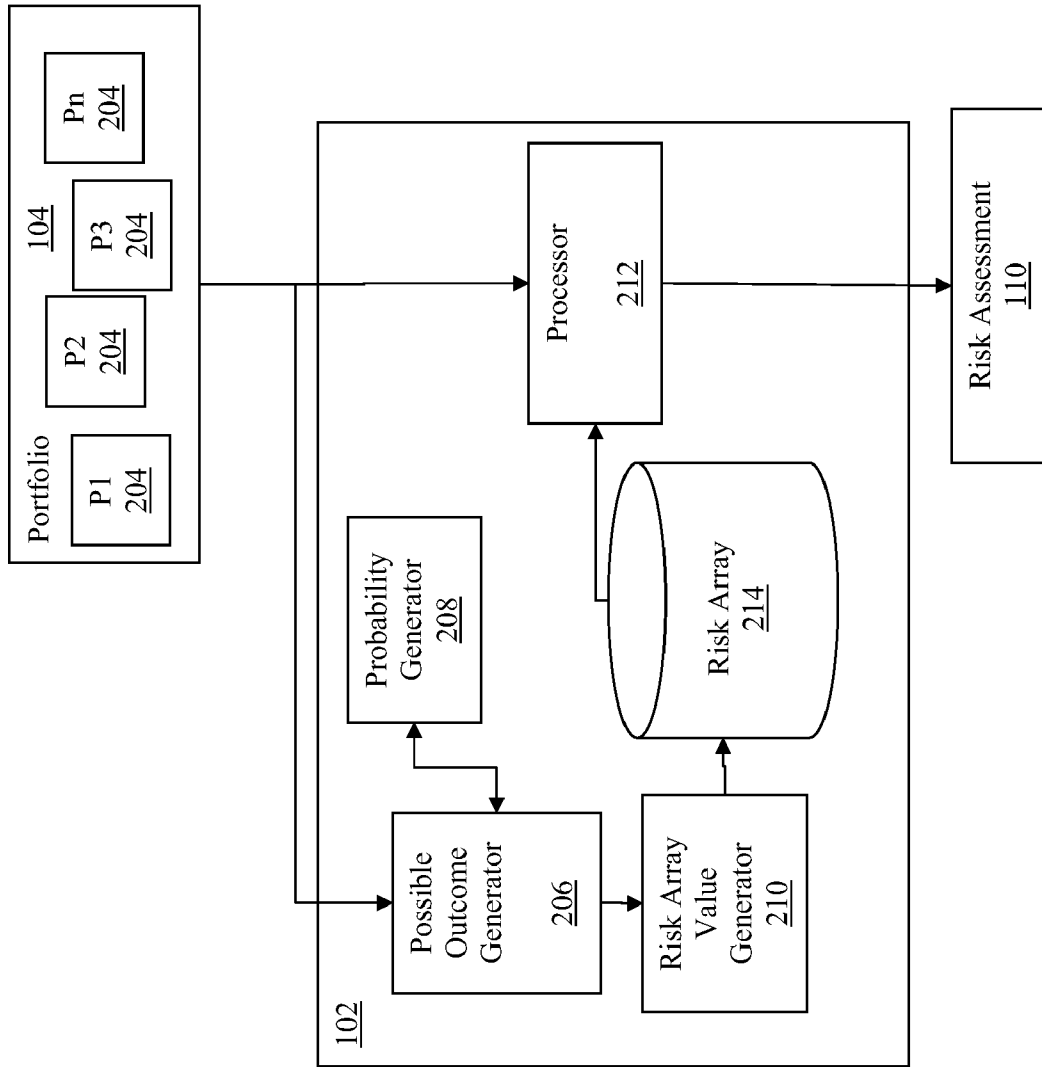 Portfolio
104
P1
204
P2
204
P3
204
Pn
204
102
Possible
Outcome
Generator
206
Probability
Generator
208
Risk Array
Value
Generator
210
Risk Array
214
Processor
212
Risk Assessment
110